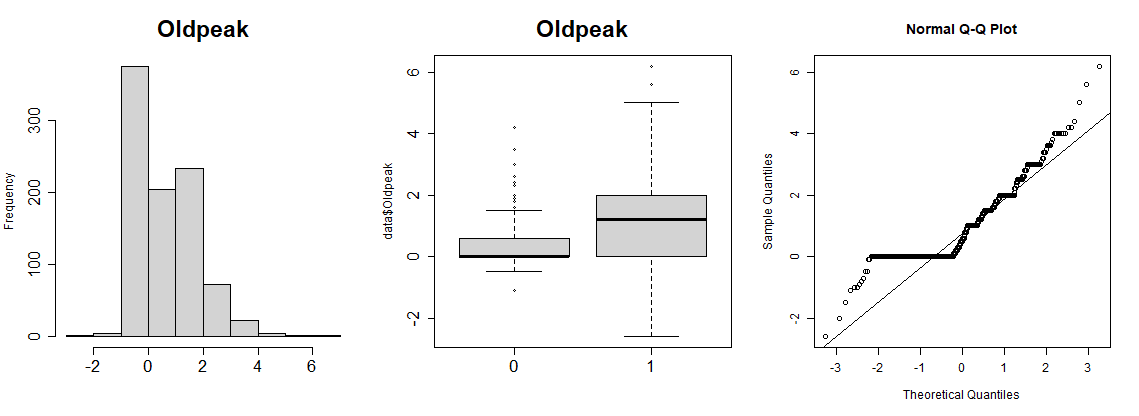 Oldpeak
Frequency
0 100 200 300
-2 0 2 4 6
Oldpeak
data$Oldpeak
-2 0 2 4 6
0 1
Normal Q-Q Plot
Sample Quantiles
-2 0 2 4 6
-3 -2 -1 0 1 2 3
Theoretical Quantiles